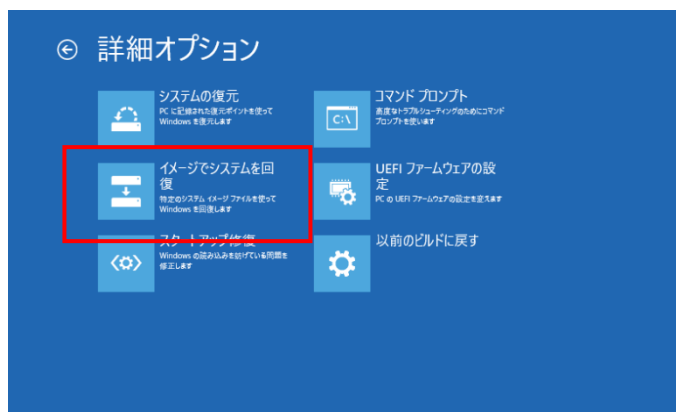 詳細オプション
システムの復元
PC に記録された復元ポイントを使って
Windows を復元します
イメージでシステムを回
復
特定のシステム イメージ ファイルを使って
Windows を回復します
スタートアップ修復
Windows の読み込みを妨げている問題を
修正します
コマンド プロンプト
高度なトラブルシューティングのためにコマンド
プロンプトを使います
C:\
UEFI ファームウェアの設
定
PC の UEFI ファームウェアの設定を変えます
以前のビルドに戻す